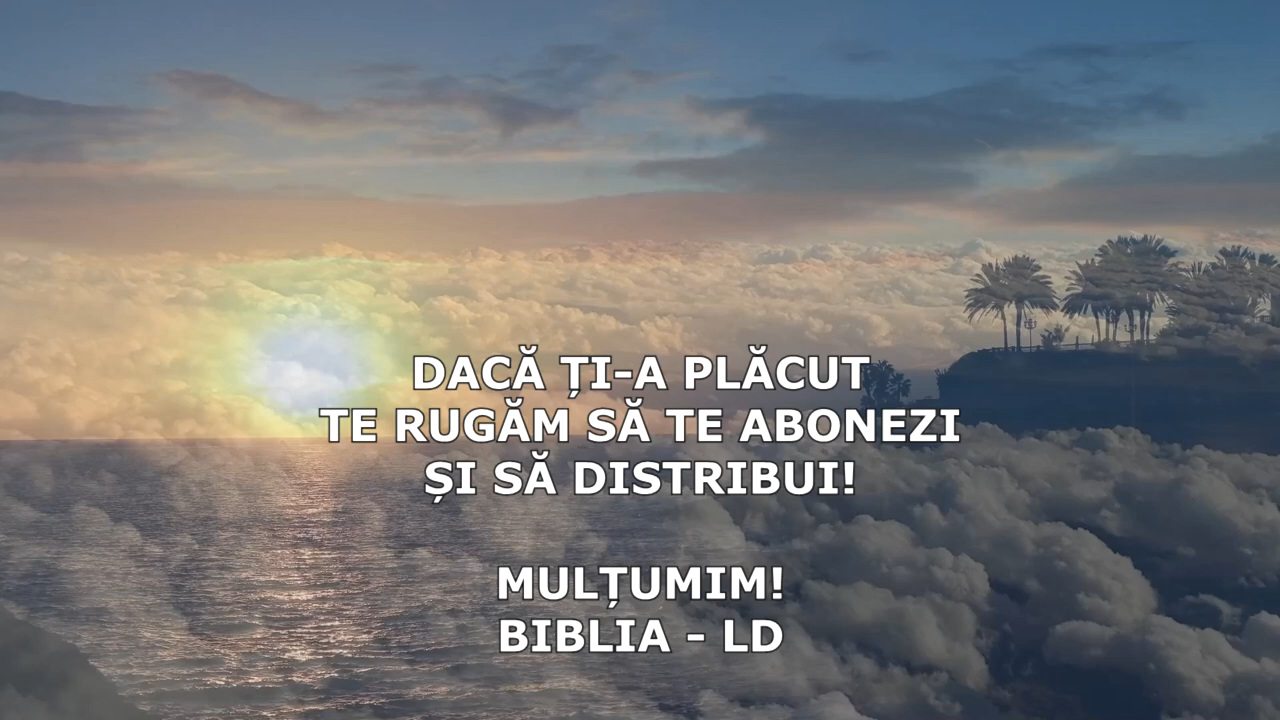 DACĂ ȚI-A PLĂCUT
TE RUGĂM SĂ TE ABONEZI
ȘI SĂ DISTRIBUI!
MULȚUMIM!
BIBLIA - LD